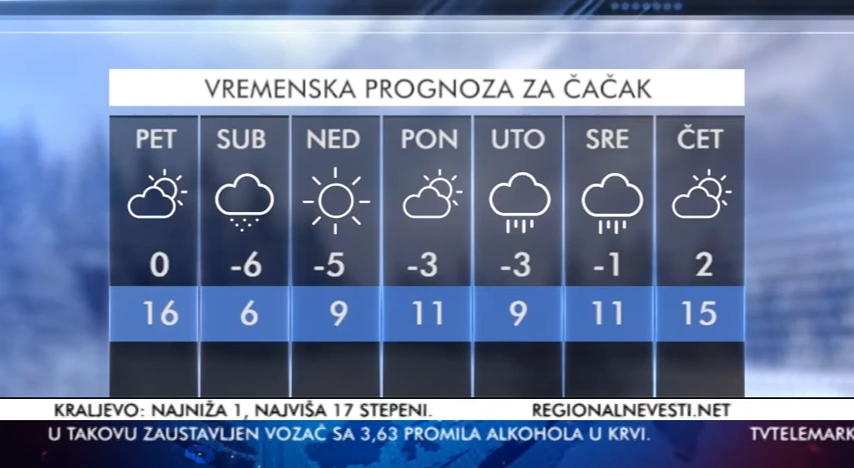 VREMENSKA PROGNOZA ZA ČAČAK
PET SUB NED PON UTO SRE ČET
0 -6 -5 -3 -3 -1 2
16 6 9 11 9 11 15
KRALJEVO: NAJNIŽA 1, NAJVIŠA 17 STEPENI. REGIONALNEVESTI.NET
U TAKOVU ZAUSTAVLJEN VOZAČ SA 3,63 PROMILA ALKOHOLA U KRVI. TVTELEMARK